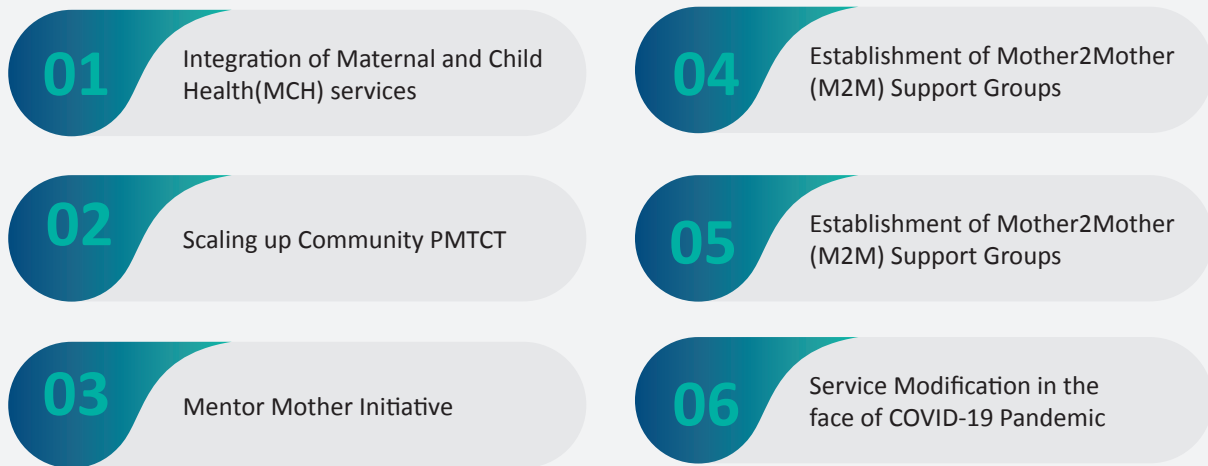 01
Integration of Maternal and Child
Health(MCH) services
02
Scaling up Community PMTCT
03
Mentor Mother Initiative
04
Establishment of Mother2Mother
(M2M) Support Groups
05
Establishment of Mother2Mother
(M2M) Support Groups
06
Service Modification in the
face of COVID-19 Pandemic